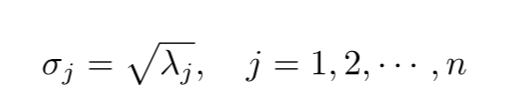 σ_j = √λ_j, j = 1, 2, ⋯ , n